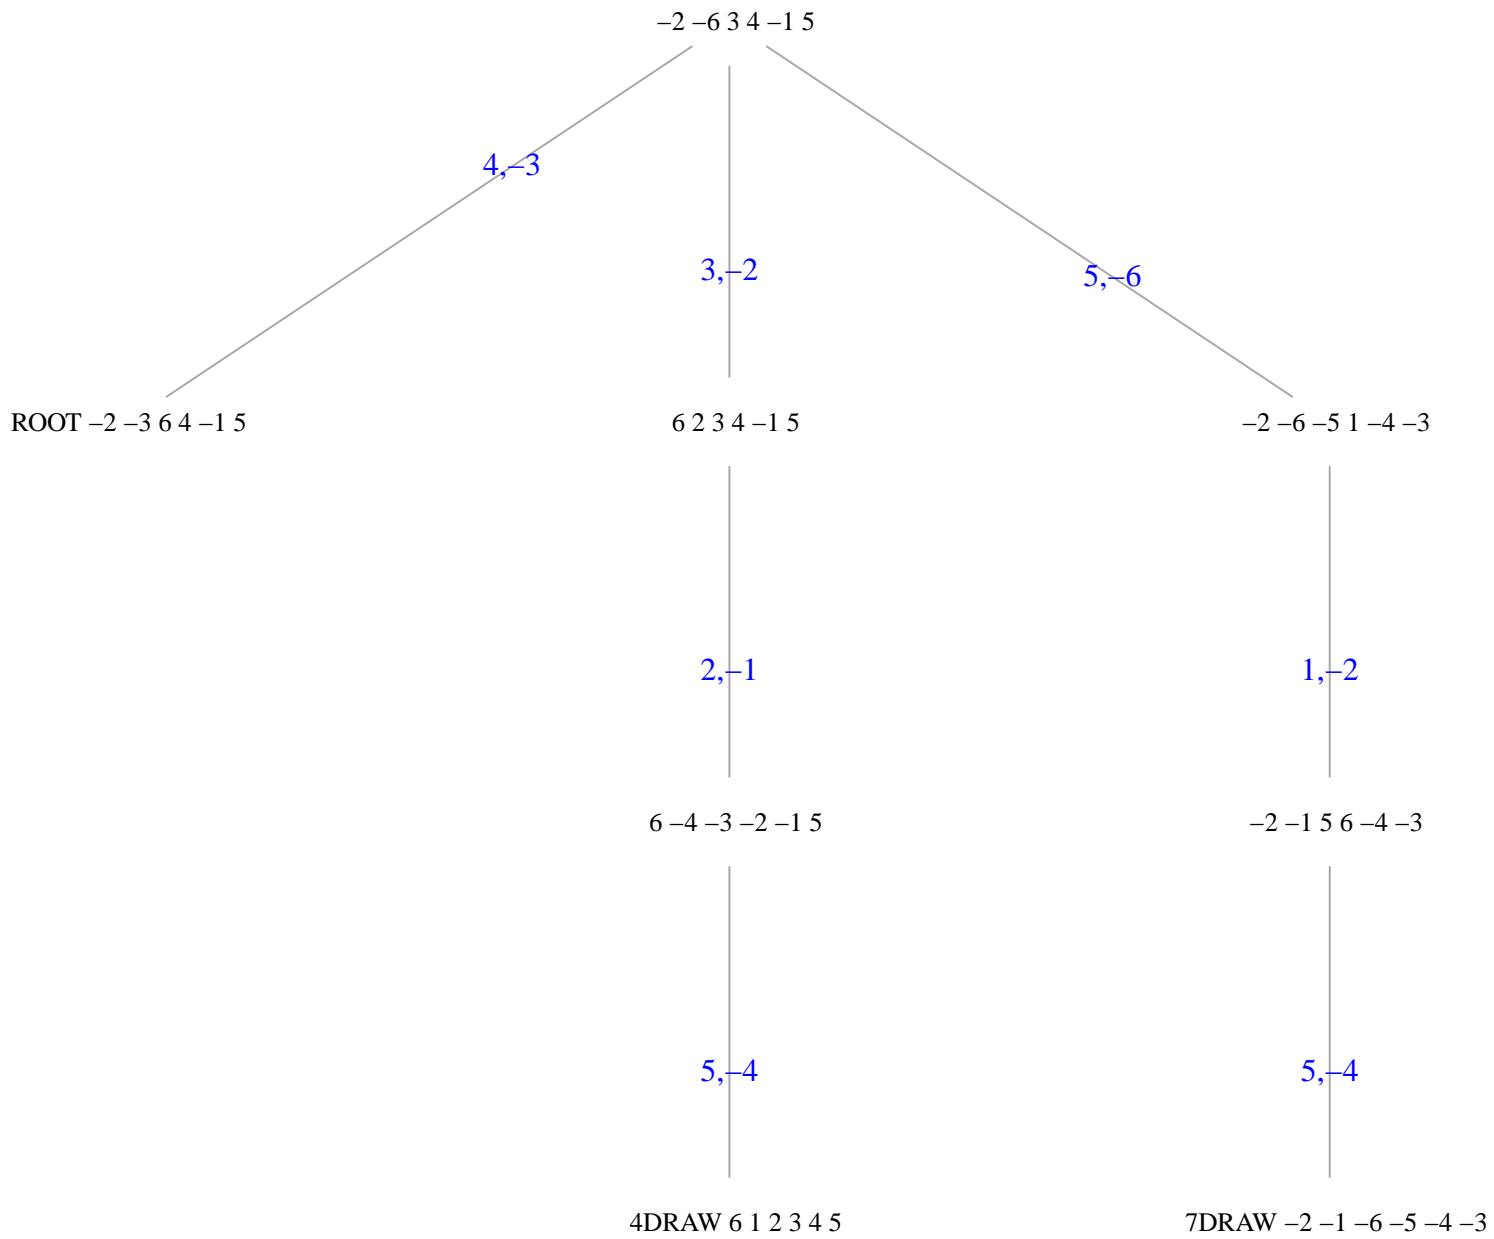 –2 –6 3 4 –1 5
4,–3
3,–2
5,–6
ROOT –2 –3 6 4 –1 5
6 2 3 4 –1 5
–2 –6 –5 1 –4 –3
2,–1
1,–2
6 –4 –3 –2 –1 5
–2 –1 5 6 –4 –3
5,–4
5,–4
4DRAW 6 1 2 3 4 5
7DRAW –2 –1 –6 –5 –4 –3